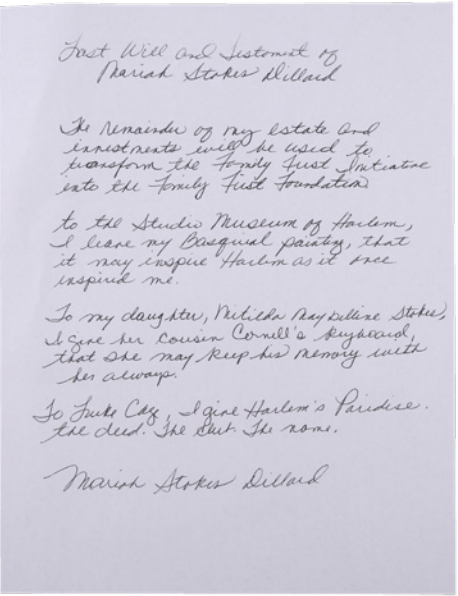 Last Will and Testament of
Mariah Stokes Dillard
The remainder of my estate and
investments will be used to
transform the Family First Initiative
into the Family First Foundation
to the Studio Museum of Harlem,
I leave my Basquiat painting, that
it may inspire Harlem as it once
inspired me.
To my daughter, Matilda Maybelline Stokes,
I give her cousin Cornell's keyboard,
that she may keep his memory with
her always.
To Luke Cage, I give Harlem's Paradise.
the deed. The club. The name.
Mariah Stokes Dillard